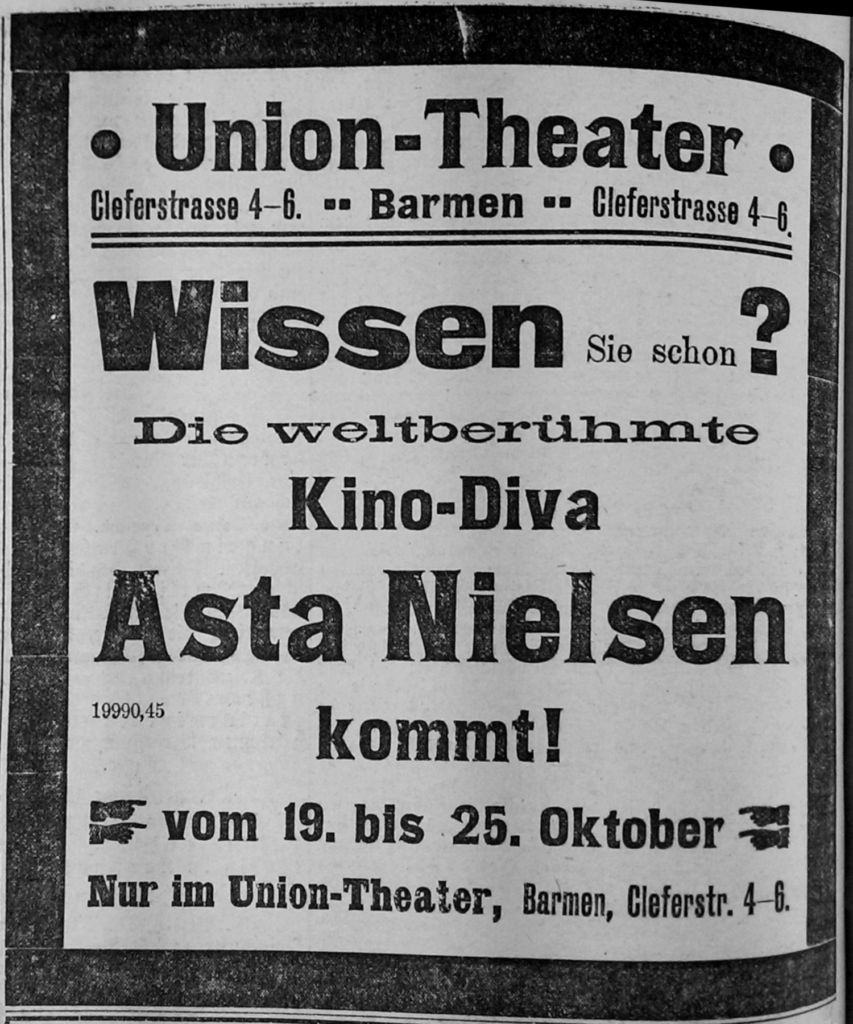 • Union-Theater •
Cleferstrasse 4-6. -- Barmen -- Cleferstrasse 4-6.
Wissen Sie schon?
Die weltberühmte
Kino-Diva
Asta Nielsen
19990,45
kommt!
vom 19. bis 25. Oktober
Nur im Union-Theater, Barmen, Cleferstr. 4-6.